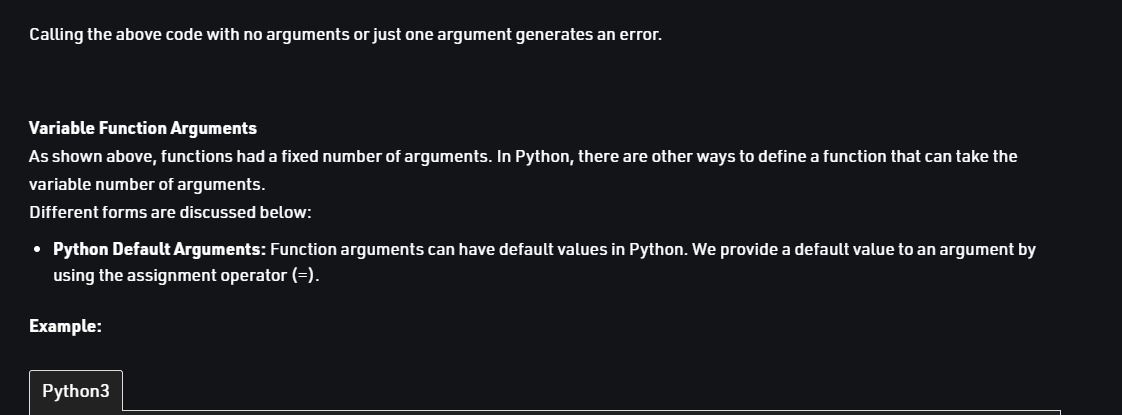 Calling the above code with no arguments or just one argument generates an error.
Variable Function Arguments
As shown above, functions had a fixed number of arguments. In Python, there are other ways to define a function that can take the
variable number of arguments.
Different forms are discussed below:
• Python Default Arguments: Function arguments can have default values in Python. We provide a default value to an argument by
using the assignment operator (=).
Example:
Python3